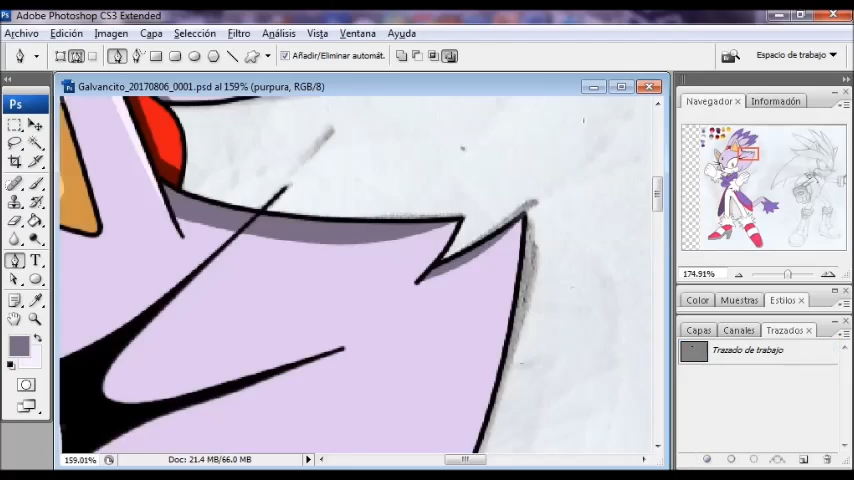 Adobe Photoshop CS3 Extended
Archivo Edición Imagen Capa Selección Filtro Análisis Vista Ventana Ayuda
Añadir/Eliminar automát. Espacio de trabajo
Galvancito_20170806_0001.psd al 159% (purpura, RGB/8)
Navegador Información
Ps
174.91%
Color Muestras Estilos
Capas Canales Trazados
Trazado de trabajo
159.01% Doc: 21.4 MB/66.0 MB